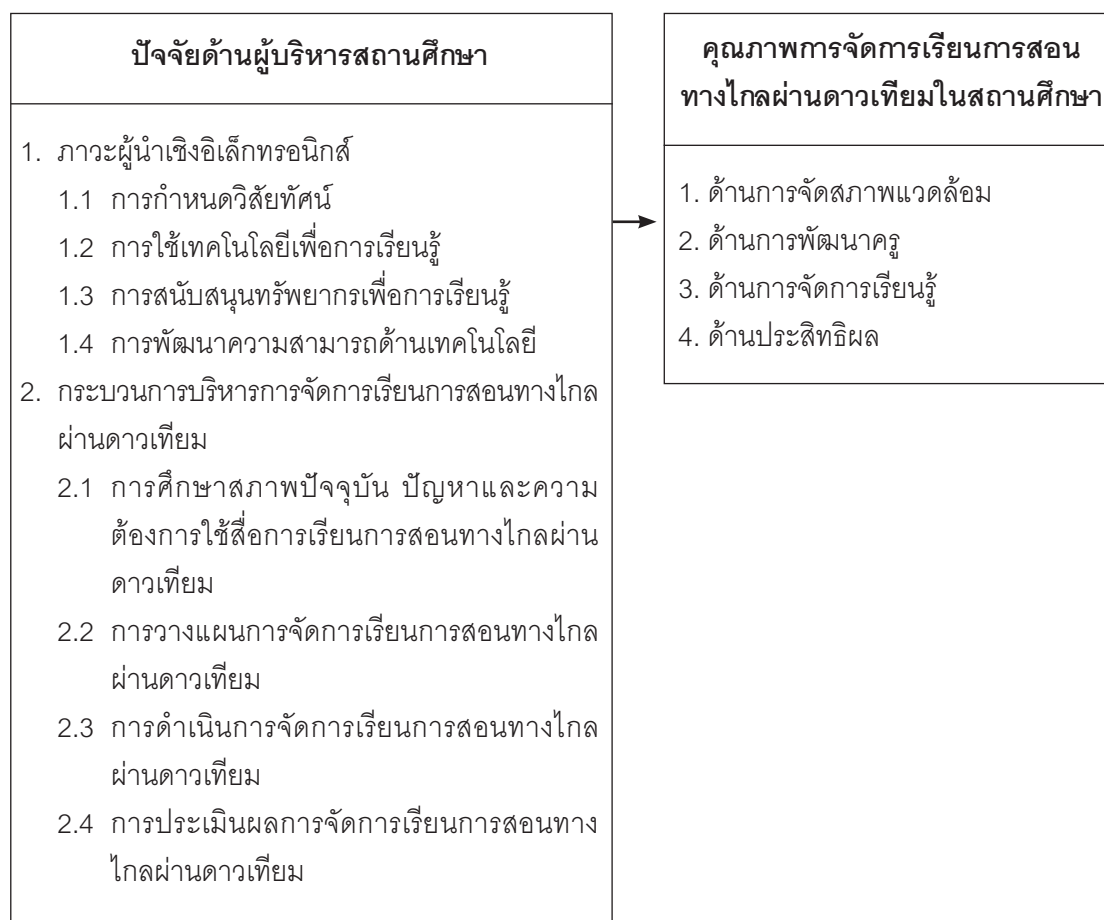 ปัจจัยด้านผู้บริหารสถานศึกษา
1. ภาวะผู้นำเชิงอิเล็กทรอนิกส์
1.1 การกำหนดวิสัยทัศน์
1.2 การใช้เทคโนโลยีเพื่อการเรียนรู้
1.3 การสนับสนุนทรัพยากรเพื่อการเรียนรู้
1.4 การพัฒนาความสามารถด้านเทคโนโลยี
2. กระบวนการบริหารการจัดการเรียนการสอนทางไกล
ผ่านดาวเทียม
2.1 การศึกษาสภาพปัจจุบัน ปัญหาและความ
ต้องการใช้สื่อการเรียนการสอนทางไกลผ่าน
ดาวเทียม
2.2 การวางแผนการจัดการเรียนการสอนทางไกล
ผ่านดาวเทียม
2.3 การดำเนินการจัดการเรียนการสอนทางไกล
ผ่านดาวเทียม
2.4 การประเมินผลการจัดการเรียนการสอนทาง
ไกลผ่านดาวเทียม
คุณภาพการจัดการเรียนการสอน
ทางไกลผ่านดาวเทียมในสถานศึกษา
1. ด้านการจัดสภาพแวดล้อม
2. ด้านการพัฒนาครู
3. ด้านการจัดการเรียนรู้
4. ด้านประสิทธิผล